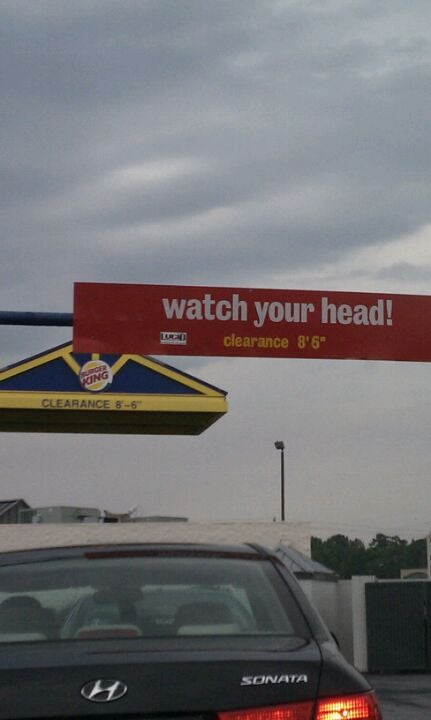 watch your head!
clearance 8'6"
BURGER
KING
CLEARANCE 8'-6"
SONATA